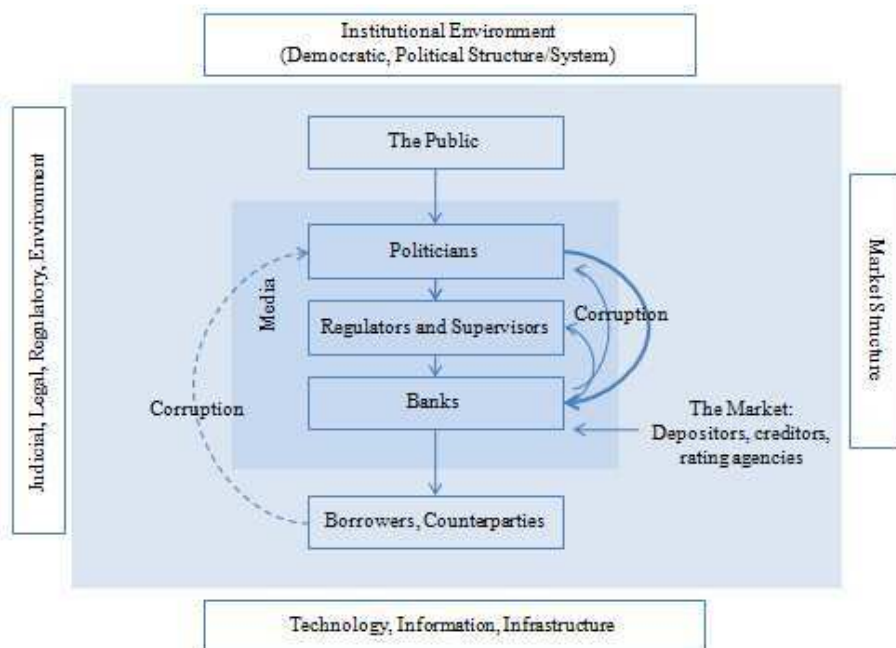 Institutional Environment
(Democratic, Political Structure/System)
Judicial, Legal, Regulatory, Environment
The Public
Media
Politicians
Regulators and Supervisors
Corruption
Banks
Corruption
The Market:
Depositors, creditors,
rating agencies
Borrowers, Counterparties
Market Structure
Technology, Information, Infrastructure